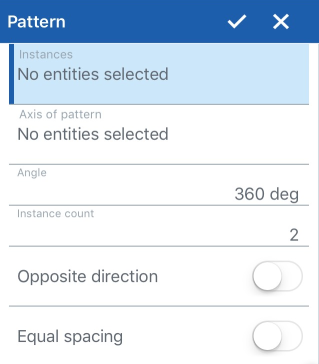 Pattern
Instances
No entities selected
Axis of pattern
No entities selected
Angle
360 deg
Instance count
2
Opposite direction
Equal spacing